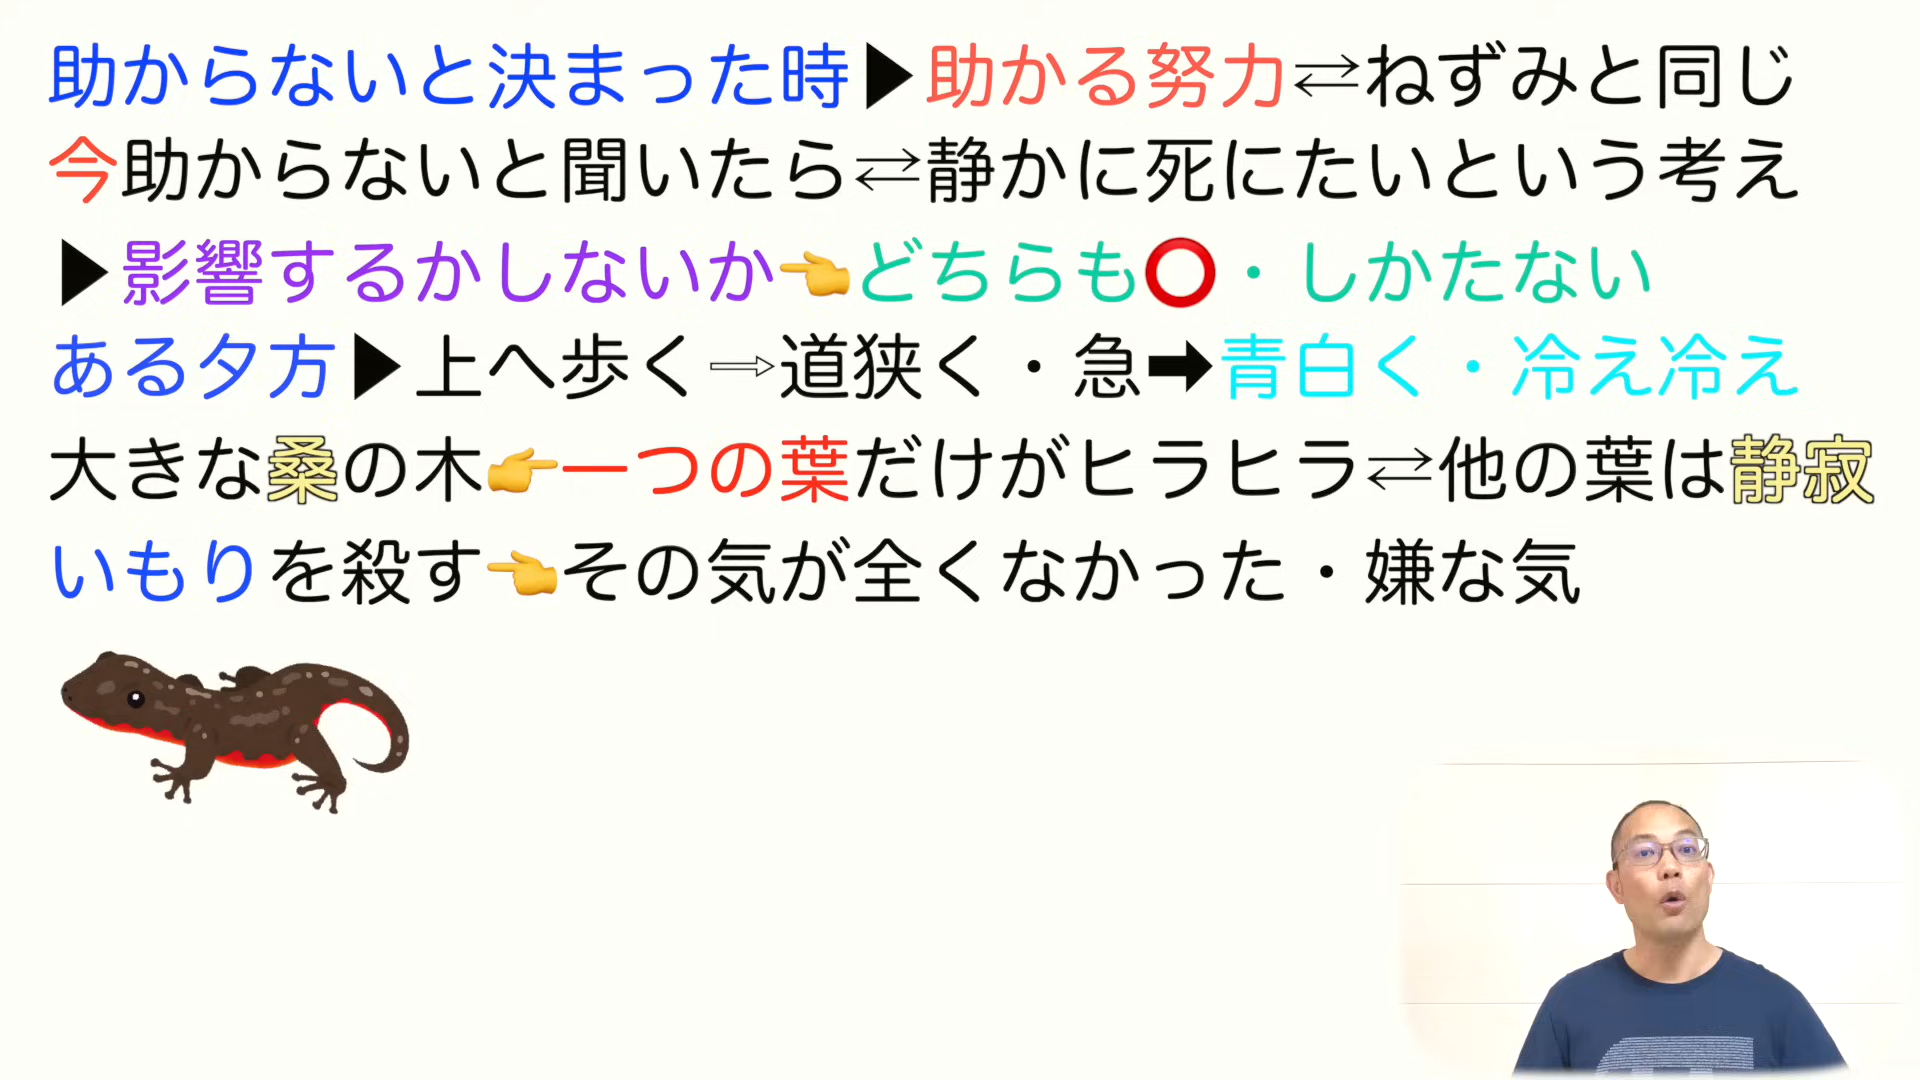 助からないと決まった時▶助かる努力⇄ねずみと同じ
今助からないと聞いたら⇄静かに死にたいという考え
▶影響するかしないか👈どちらも⭕・しかたない
ある夕方▶上へ歩く⇨道狭く・急➡青白く・冷え冷え
大きな桑の木👉一つの葉だけがヒラヒラ⇄他の葉は静寂
いもりを殺す👈その気が全くなかった・嫌な気